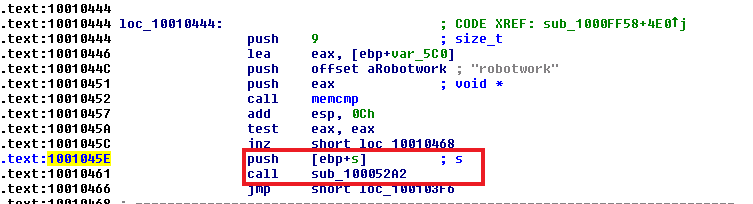 .text:10010444
.text:10010444 loc_10010444: ; CODE XREF: sub_1000FF58+4E0↑j
.text:10010444 push 9 ; size_t
.text:10010446 lea eax, [ebp+var_5C0]
.text:1001044C push offset aRobotwork ; "robotwork"
.text:10010451 push eax ; void *
.text:10010452 call memcmp
.text:10010457 add esp, 0Ch
.text:1001045A test eax, eax
.text:1001045C jnz short loc_10010468
.text:1001045E push [ebp+s] ; s
.text:10010461 call sub_100052A2
.text:10010466 jmp short loc_100103F6
.text:10010468 ; ---------------------------------------------------------------------------